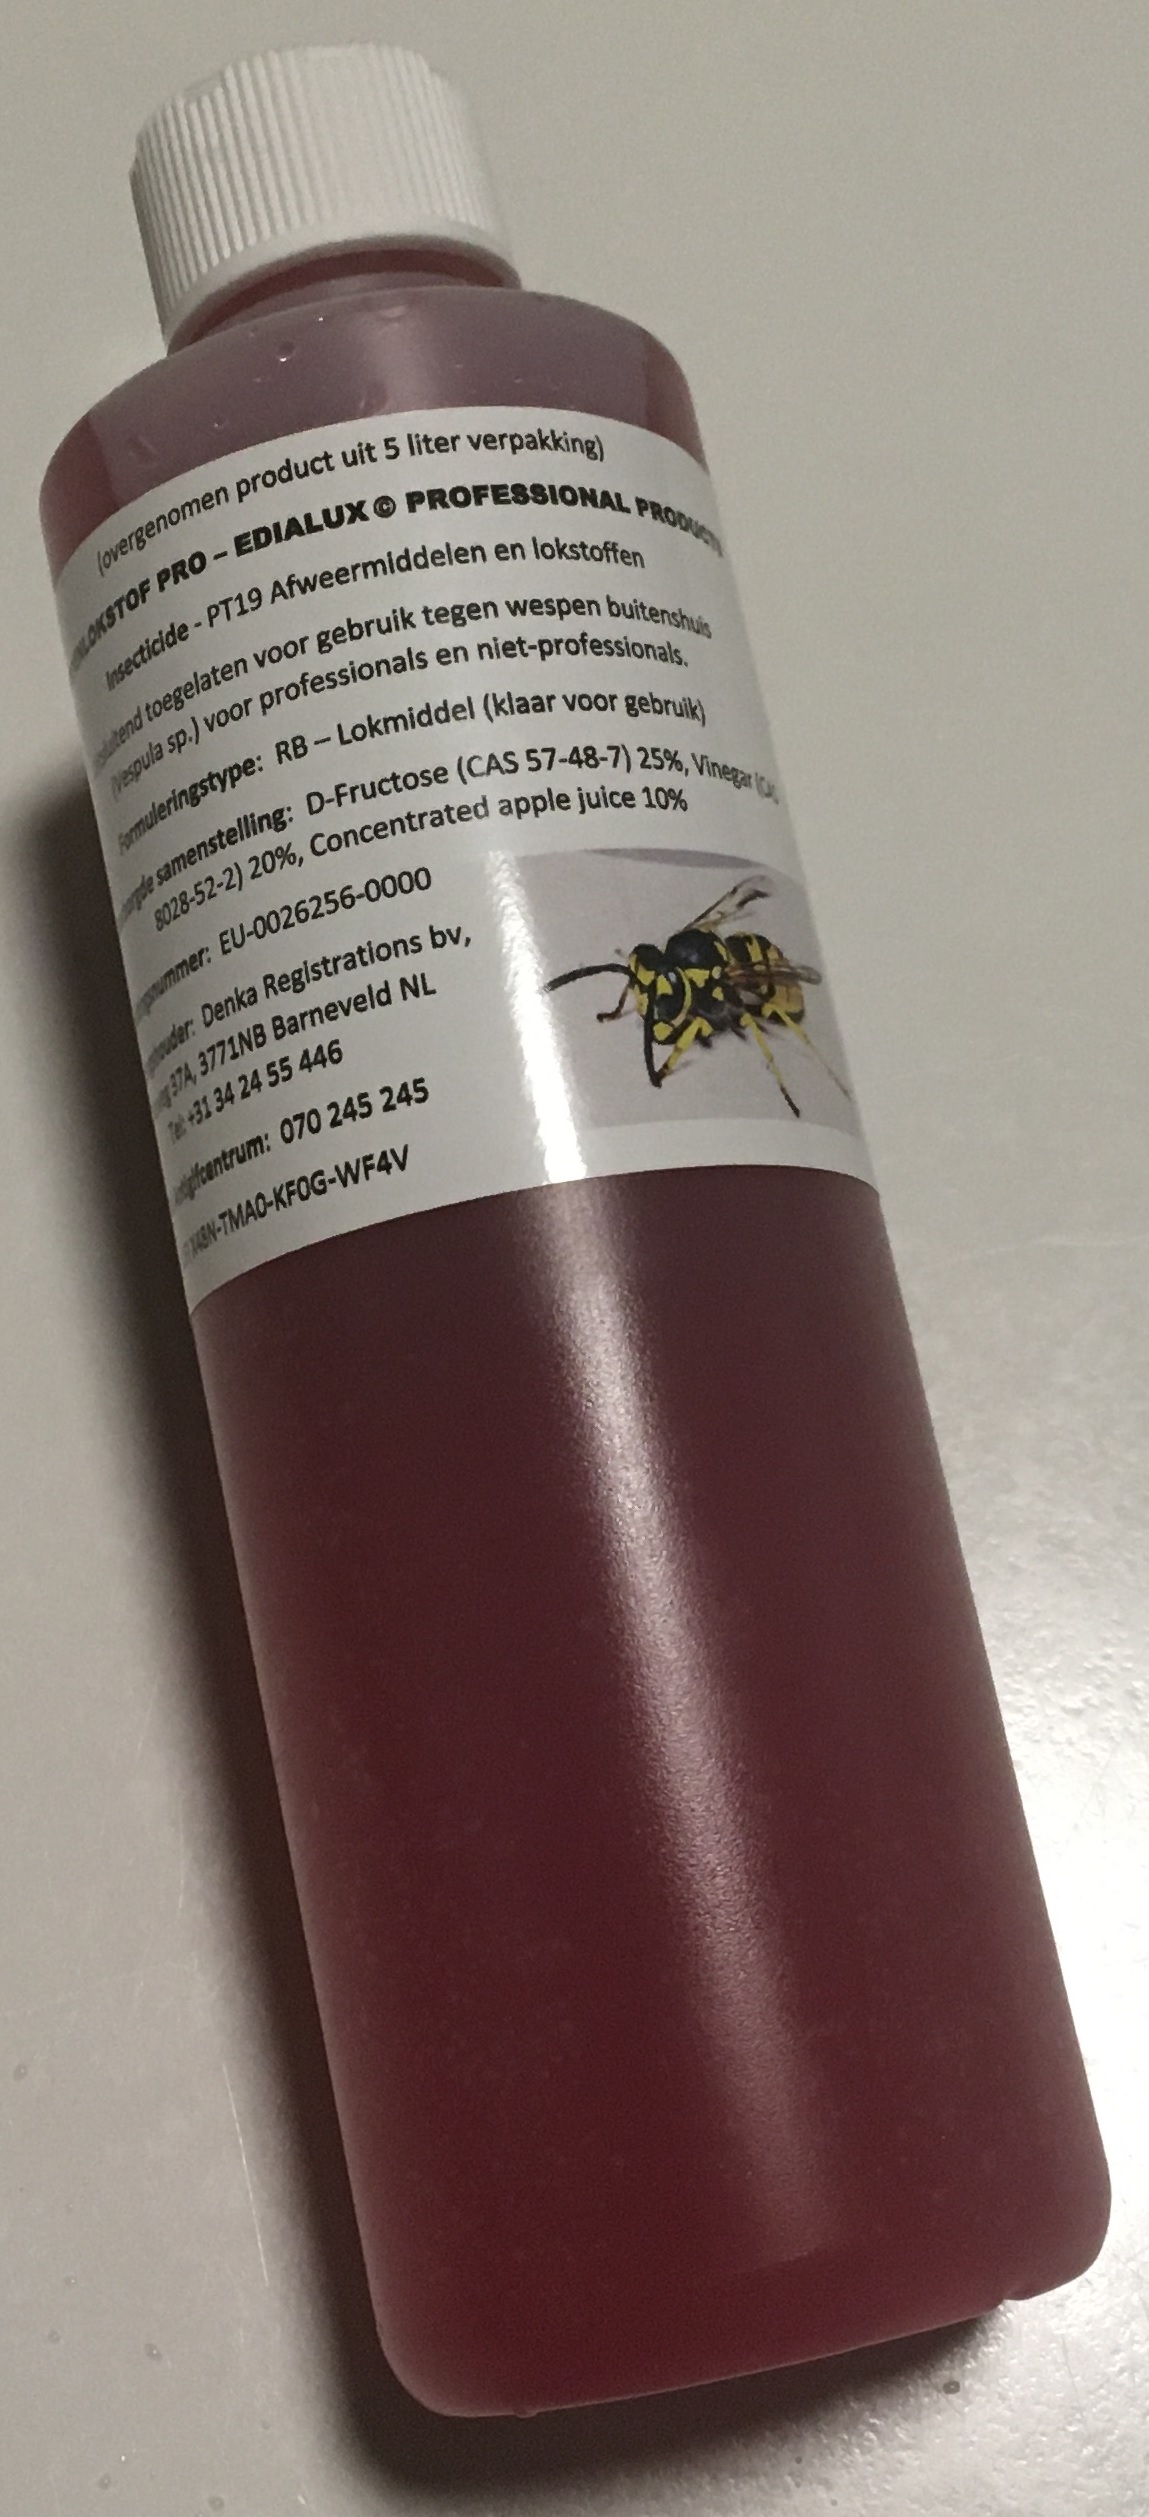 (overgenomen product uit 5 liter verpakking)
PRO – EDIALUX© PROFESSIONAL PRODUCTS
Insecticide - PT19 Afweermiddelen en lokstoffen
toegelaten voor gebruik tegen wespen buitenshuis
(Vespula sp.) voor professionals en niet-professionals.
Formuleringstype: RB – Lokmiddel (klaar voor gebruik)
samenstelling: D-Fructose (CAS 57-48-7) 25%, Vinegar (CAS
8028-52-2) 20%, Concentrated apple juice 10%
EU-0026256-0000
Denka Registrations bv,
37A, 3771NB Barneveld NL
Tel: +31 34 24 55 446
Antigifcentrum: 070 245 245
X48N-TMA0-KF0G-WF4V